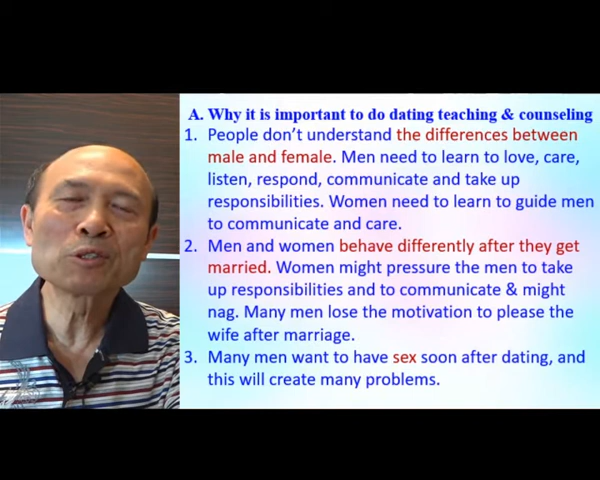 A. Why it is important to do dating teaching & counseling
1. People don't understand the differences between
male and female. Men need to learn to love, care,
listen, respond, communicate and take up
responsibilities. Women need to learn to guide men
to communicate and care.
2. Men and women behave differently after they get
married. Women might pressure the men to take
up responsibilities and to communicate & might
nag. Many men lose the motivation to please the
wife after marriage.
3. Many men want to have sex soon after dating, and
this will create many problems.